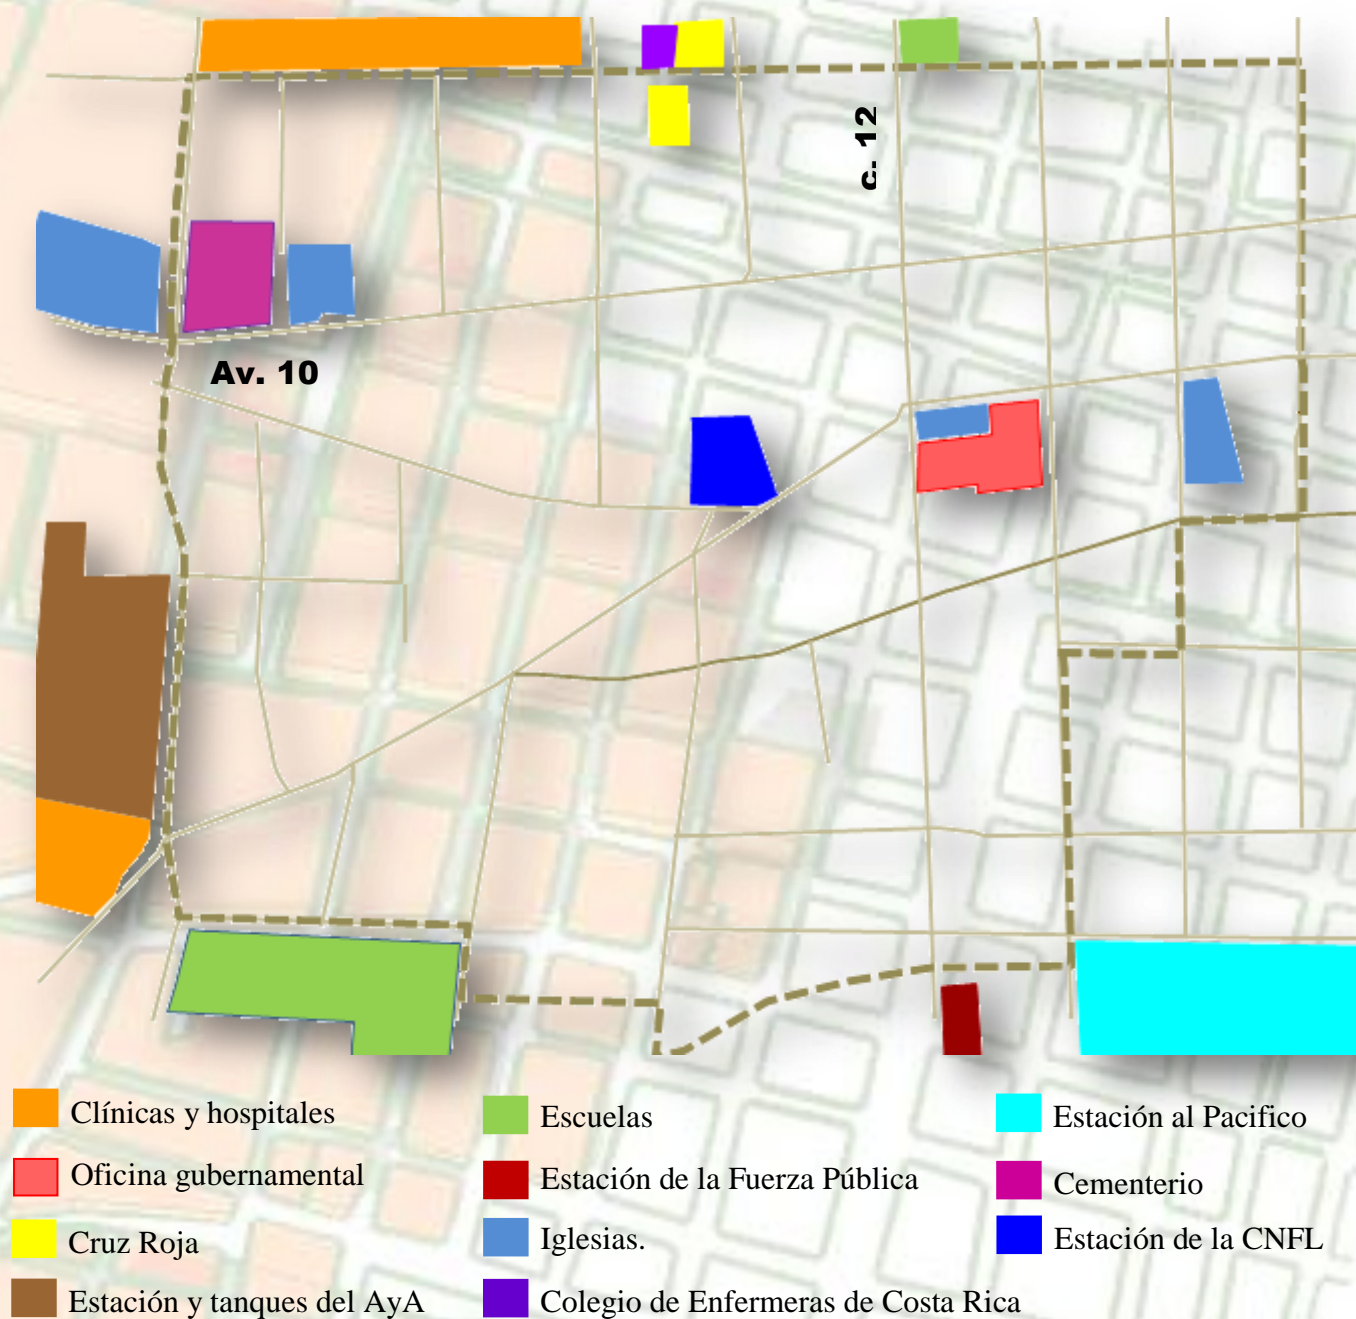 c. 12
Av. 10
Clínicas y hospitales
Escuelas
Estación al Pacifico
Oficina gubernamental
Estación de la Fuerza Pública
Cementerio
Cruz Roja
Iglesias.
Estación de la CNFL
Estación y tanques del AyA
Colegio de Enfermeras de Costa Rica